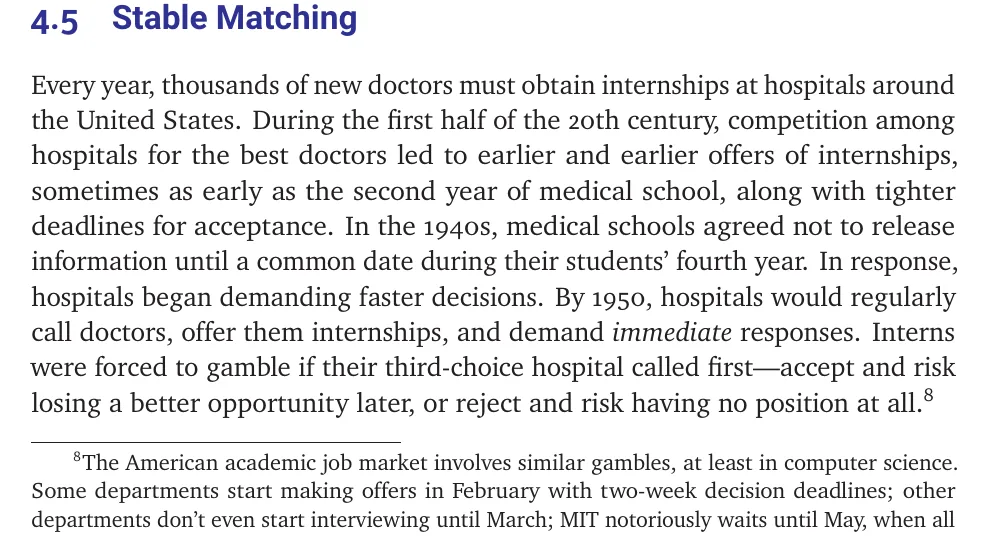 4.5 Stable Matching
Every year, thousands of new doctors must obtain internships at hospitals around
the United States. During the first half of the 20th century, competition among
hospitals for the best doctors led to earlier and earlier offers of internships,
sometimes as early as the second year of medical school, along with tighter
deadlines for acceptance. In the 1940s, medical schools agreed not to release
information until a common date during their students’ fourth year. In response,
hospitals began demanding faster decisions. By 1950, hospitals would regularly
call doctors, offer them internships, and demand immediate responses. Interns
were forced to gamble if their third-choice hospital called first—accept and risk
losing a better opportunity later, or reject and risk having no position at all.8
8The American academic job market involves similar gambles, at least in computer science.
Some departments start making offers in February with two-week decision deadlines; other
departments don’t even start interviewing until March; MIT notoriously waits until May, when all